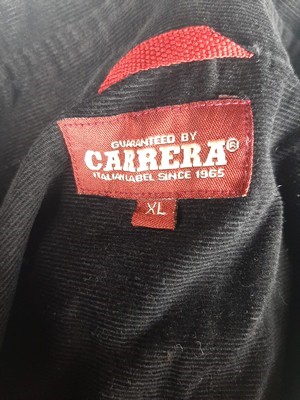 GUARANTEED BY
CARRERA®
ITALIAN LABEL SINCE 1965
XL